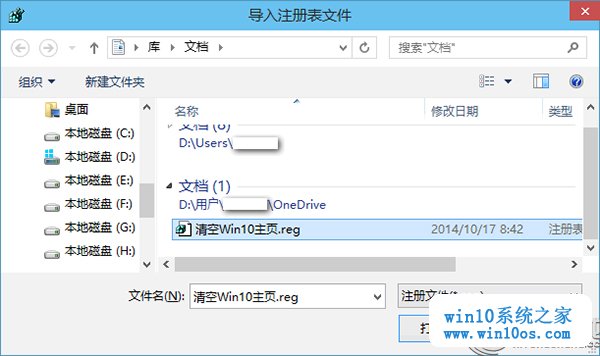 导入注册表文件
库 文档
搜索"文档"
组织 新建文件夹
名称 修改日期 类型
桌面
本地磁盘 (C:)
本地磁盘 (D:)
本地磁盘 (E:)
本地磁盘 (F:)
本地磁盘 (G:)
本地磁盘 (H:)
文档 (6)
D:\Users\
文档 (1)
D:\用户\ \OneDrive
清空Win10主页.reg 2014/10/17 8:42 注册表
文件名(N): 清空Win10主页.reg
注册文件
打
win10系统之家
www.win10os.com